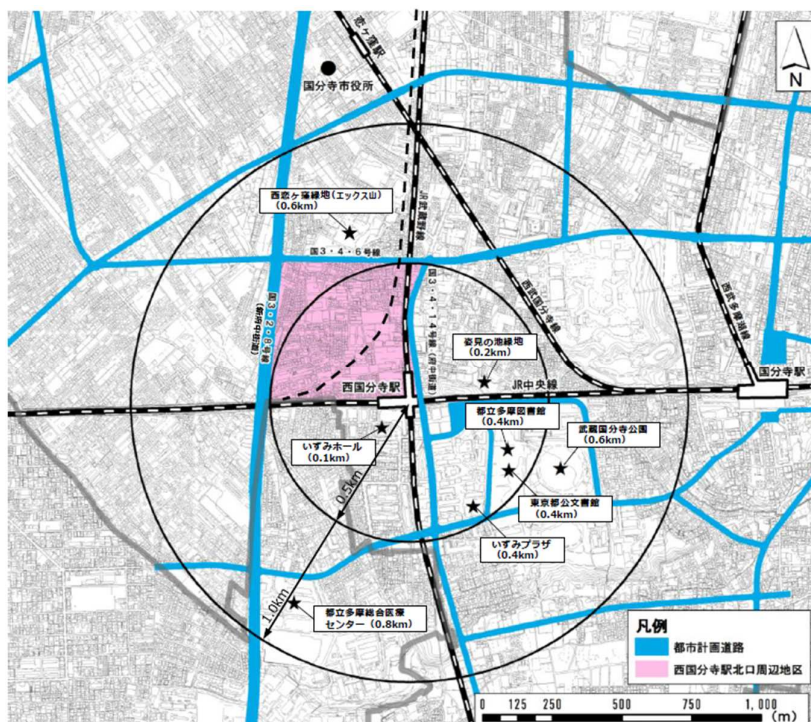 恋ヶ窪駅
国分寺市役所
N
西恋ヶ窪緑地(エックス山)
(0.6km)
JR武蔵野線
国3・4・6号線
国3・2・8号線
(都府中街道)
国3・4・14号線(府中街道)
西武国分寺線
西武多摩湖線
姿見の池緑地
(0.2km)
国分寺駅
西国分寺駅
JR中央線
都立多摩図書館
(0.4km)
武蔵国分寺公園
(0.6km)
いずみホール
(0.1km)
0.5km
東京都公文書館
(0.4km)
いずみプラザ
(0.4km)
1.0km
都立多摩総合医療
センター(0.8km)
凡例
都市計画道路
西国分寺駅北口周辺地区
0 125 250 500 750 1,000
(m)